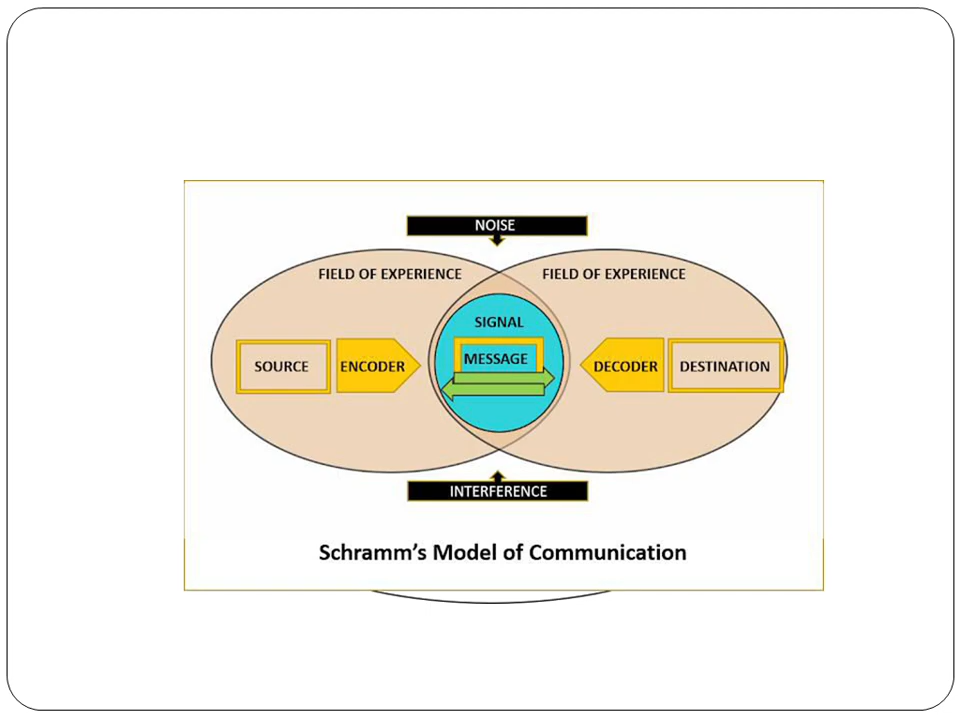 NOISE
FIELD OF EXPERIENCE
FIELD OF EXPERIENCE
SIGNAL
MESSAGE
SOURCE
ENCODER
DECODER
DESTINATION
INTERFERENCE
Schramm's Model of Communication